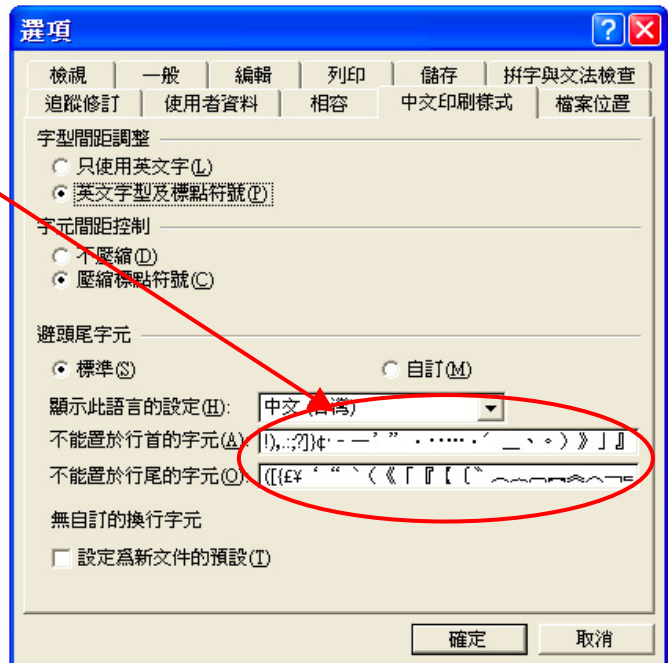 選項
檢視 一般 編輯 列印 儲存 拼字與文法檢查
追蹤修訂 使用者資料 相容 中文印刷樣式 檔案位置
字型間距調整
只使用英文字(L)
英文字型及標點符號(P)
字元間距控制
不壓縮(D)
壓縮標點符號(C)
避頭尾字元
標準(S) 自訂(M)
顯示此語言的設定(H): 中文 (台灣)
不能置於行首的字元(A): !),.:;?]}¢·
不能置於行尾的字元(O): ([{£¥‘“‵〈《「『【〔
無自訂的換行字元
設定為新文件的預設(T)
確定 取消